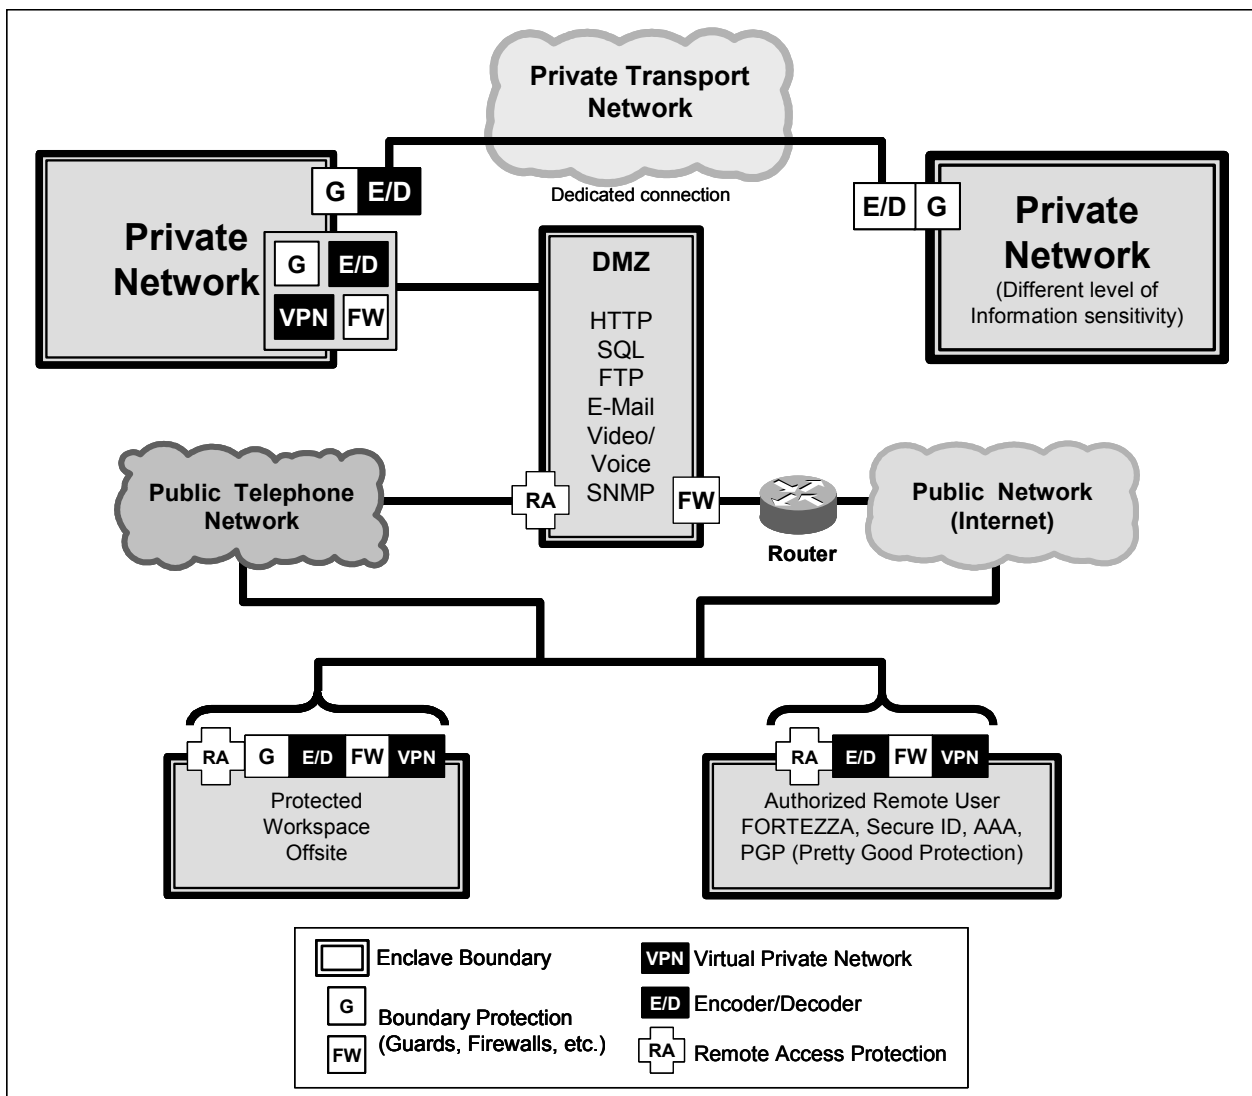 Private Transport
Network
Dedicated connection
G E/D
Private
Network
G E/D
VPN FW
E/D G
Private
Network
(Different level of
Information sensitivity)
DMZ
HTTP
SQL
FTP
E-Mail
Video/
Voice
SNMP
RA
FW
Public Telephone
Network
Router
Public Network
(Internet)
RA G E/D FW VPN
Protected
Workspace
Offsite
RA E/D FW VPN
Authorized Remote User
FORTEZZA, Secure ID, AAA,
PGP (Pretty Good Protection)
Enclave Boundary
G
FW
Boundary Protection
(Guards, Firewalls, etc.)
VPN Virtual Private Network
E/D Encoder/Decoder
RA Remote Access Protection